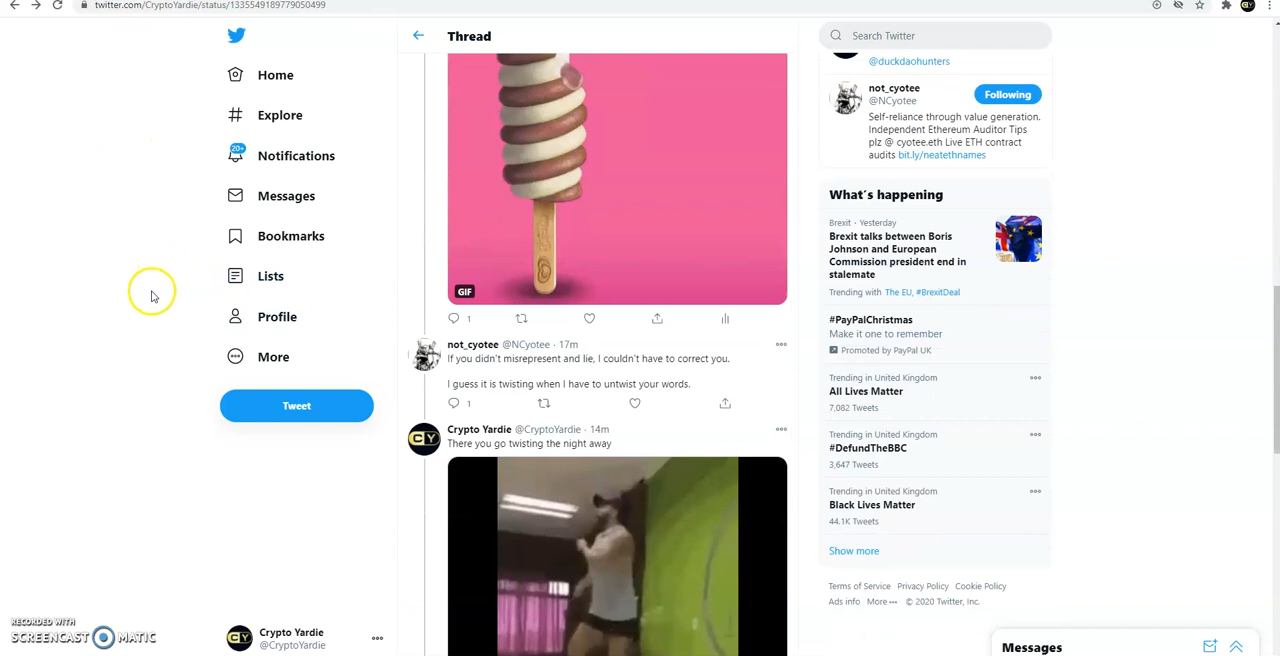 twitter.com/CryptoYardie/status/1335549189779050499
Home
Explore
20+
Notifications
Messages
Bookmarks
Lists
Profile
More
Tweet
Crypto Yardie
@CryptoYardie
RECORDED WITH
SCREENCAST MATIC
Thread
GIF
1
not_cyotee @NCyotee · 17m
If you didn't misrepresent and lie, I couldn't have to correct you.
I guess it is twisting when I have to untwist your words.
1
CY
Crypto Yardie @CryptoYardie · 14m
There you go twisting the night away
Search Twitter
@duckdaohunters
not_cyotee
@NCyotee
Following
Self-reliance through value generation.
Independent Ethereum Auditor Tips
plz @ cyotee.eth Live ETH contract
audits bit.ly/neatethnames
What's happening
Brexit · Yesterday
Brexit talks between Boris
Johnson and European
Commission president end in
stalemate
Trending with The EU, #BrexitDeal
#PayPalChristmas
Make it one to remember
Promoted by PayPal UK
Trending in United Kingdom
All Lives Matter
7,082 Tweets
Trending in United Kingdom
#DefundTheBBC
3,647 Tweets
Trending in United Kingdom
Black Lives Matter
44.1K Tweets
Show more
Terms of Service Privacy Policy Cookie Policy
Ads info More ••• © 2020 Twitter, Inc.
Messages